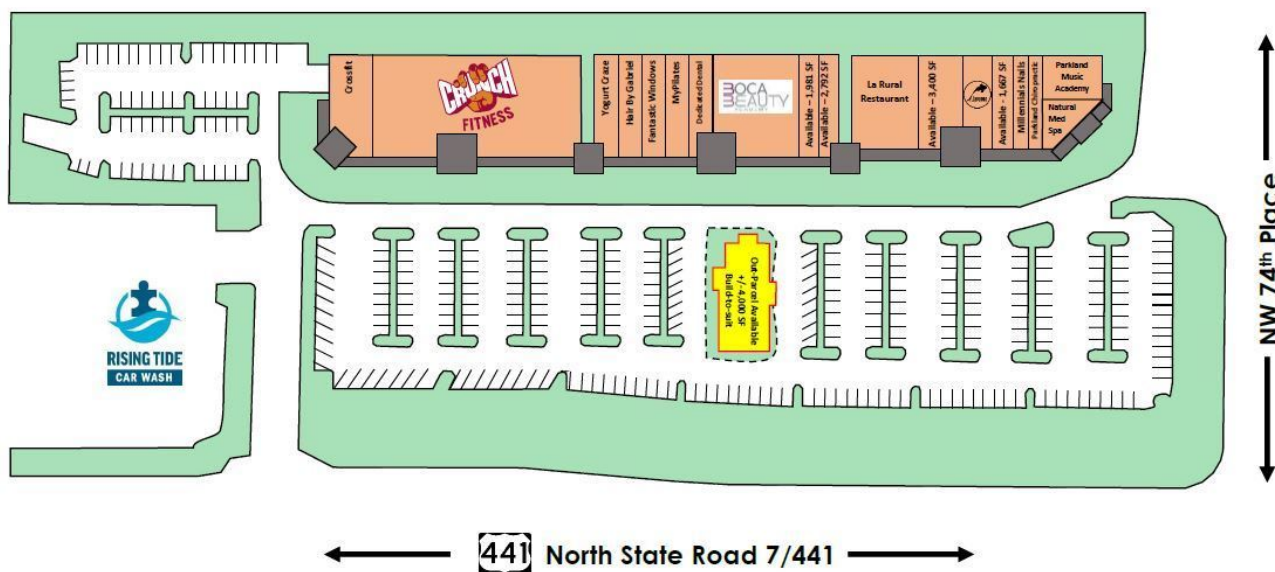 Crossfit
CRUNCH
FITNESS
Yogurt Craze
Hair By Gabriel
Fantastic Windows
MyPilates
Dedicated Dental
BOCA
BEAUTY
Available – 1,981 SF
Available – 2,792 SF
La Rural
Restaurant
Available – 3,400 SF
Available - 1,667 SF
Millennials Nails
Parkland Chiropractic
Parkland
Music
Academy
Natural
Med
Spa
Out-Parcel Available
+/- 4,000 SF
Build-to-suit
RISING TIDE
CAR WASH
NW 74th Place
441 North State Road 7/441